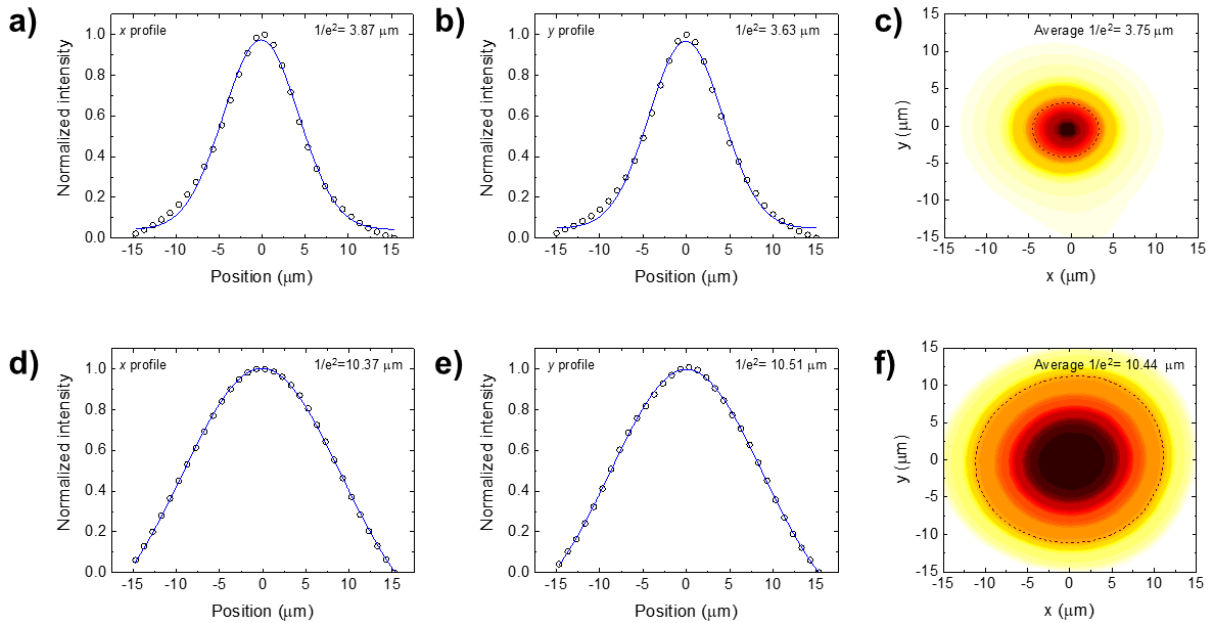 a)
x profile
1/e²= 3.87 μm
1.0
0.8
0.6
0.4
0.2
0.0
Normalized intensity
-15 -10 -5 0 5 10 15
Position (μm)
b)
y profile
1/e²= 3.63 μm
1.0
0.8
0.6
0.4
0.2
0.0
Normalized intensity
-15 -10 -5 0 5 10 15
Position (μm)
c)
Average 1/e²= 3.75 μm
15
10
5
0
-5
-10
-15
y (μm)
-15 -10 -5 0 5 10 15
x (μm)
d)
x profile
1/e²= 10.37 μm
1.0
0.8
0.6
0.4
0.2
0.0
Normalized intensity
-15 -10 -5 0 5 10 15
Position (μm)
e)
y profile
1/e²= 10.51 μm
1.0
0.8
0.6
0.4
0.2
0.0
Normalized intensity
-15 -10 -5 0 5 10 15
Position (μm)
f)
Average 1/e²= 10.44 μm
15
10
5
0
-5
-10
-15
y (μm)
-15 -10 -5 0 5 10 15
x (μm)